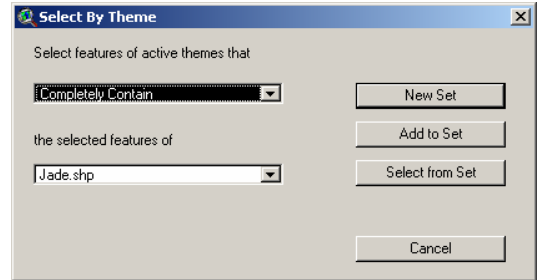 Select By Theme
Select features of active themes that
Completely Contain
New Set
the selected features of
Add to Set
Jade.shp
Select from Set
Cancel